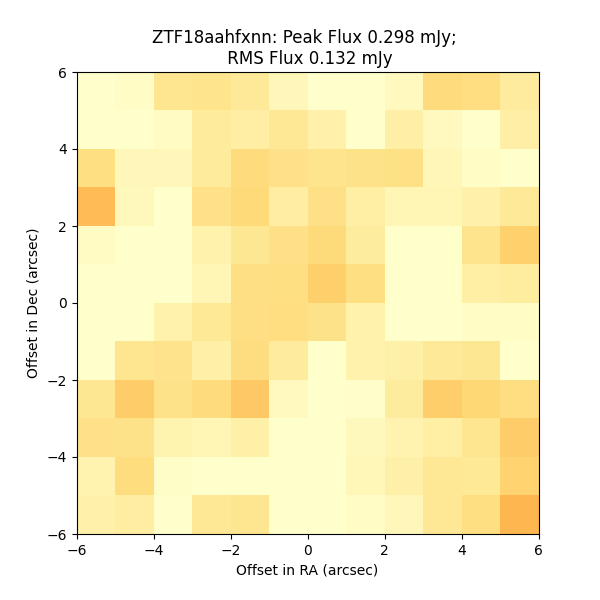 ZTF18aahfxnn: Peak Flux 0.298 mJy;
RMS Flux 0.132 mJy
6
4
2
0
−2
−4
−6
Offset in Dec (arcsec)
−6 −4 −2 0 2 4 6
Offset in RA (arcsec)